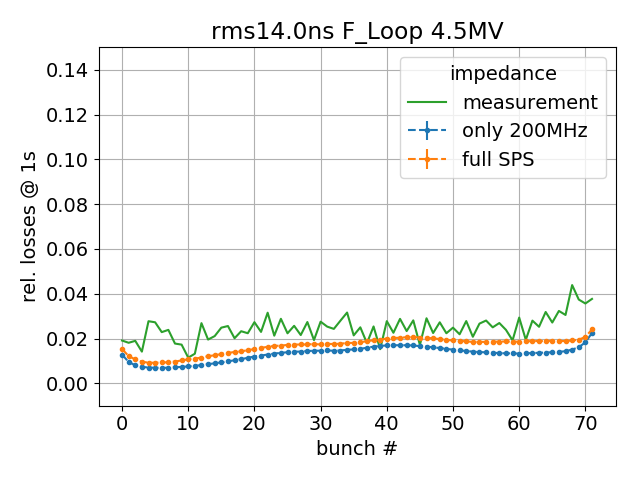 rms14.0ns F_Loop 4.5MV
impedance
measurement
only 200MHz
full SPS
rel. losses @ 1s
0.14
0.12
0.10
0.08
0.06
0.04
0.02
0.00
0 10 20 30 40 50 60 70
bunch #